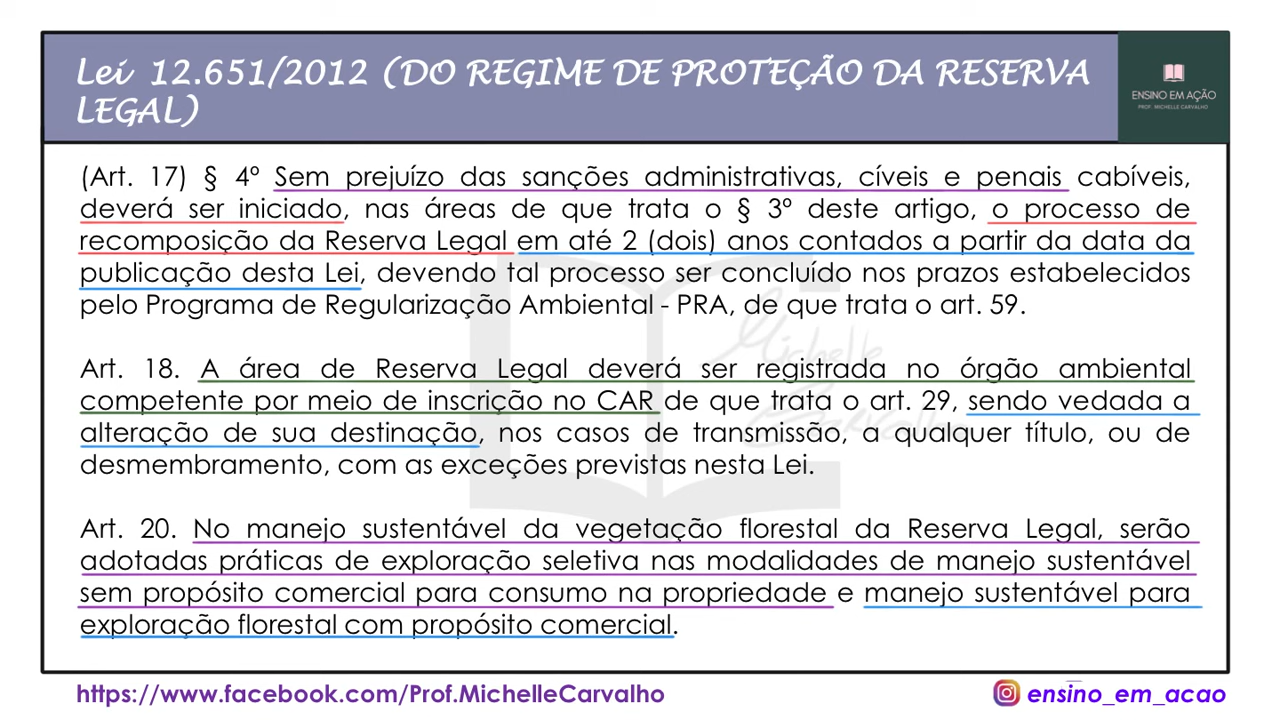 Lei 12.651/2012 (DO REGIME DE PROTEÇÃO DA RESERVA
LEGAL)
ENSINO EM AÇÃO
PROF. MICHELLE CARVALHO
(Art. 17) § 4º Sem prejuízo das sanções administrativas, cíveis e penais cabíveis,
deverá ser iniciado, nas áreas de que trata o § 3º deste artigo, o processo de
recomposição da Reserva Legal em até 2 (dois) anos contados a partir da data da
publicação desta Lei, devendo tal processo ser concluído nos prazos estabelecidos
pelo Programa de Regularização Ambiental - PRA, de que trata o art. 59.
Art. 18. A área de Reserva Legal deverá ser registrada no órgão ambiental
competente por meio de inscrição no CAR de que trata o art. 29, sendo vedada a
alteração de sua destinação, nos casos de transmissão, a qualquer título, ou de
desmembramento, com as exceções previstas nesta Lei.
Art. 20. No manejo sustentável da vegetação florestal da Reserva Legal, serão
adotadas práticas de exploração seletiva nas modalidades de manejo sustentável
sem propósito comercial para consumo na propriedade e manejo sustentável para
exploração florestal com propósito comercial.
Michelle
Carvalho
https://www.facebook.com/Prof.MichelleCarvalho
ensino_em_acao